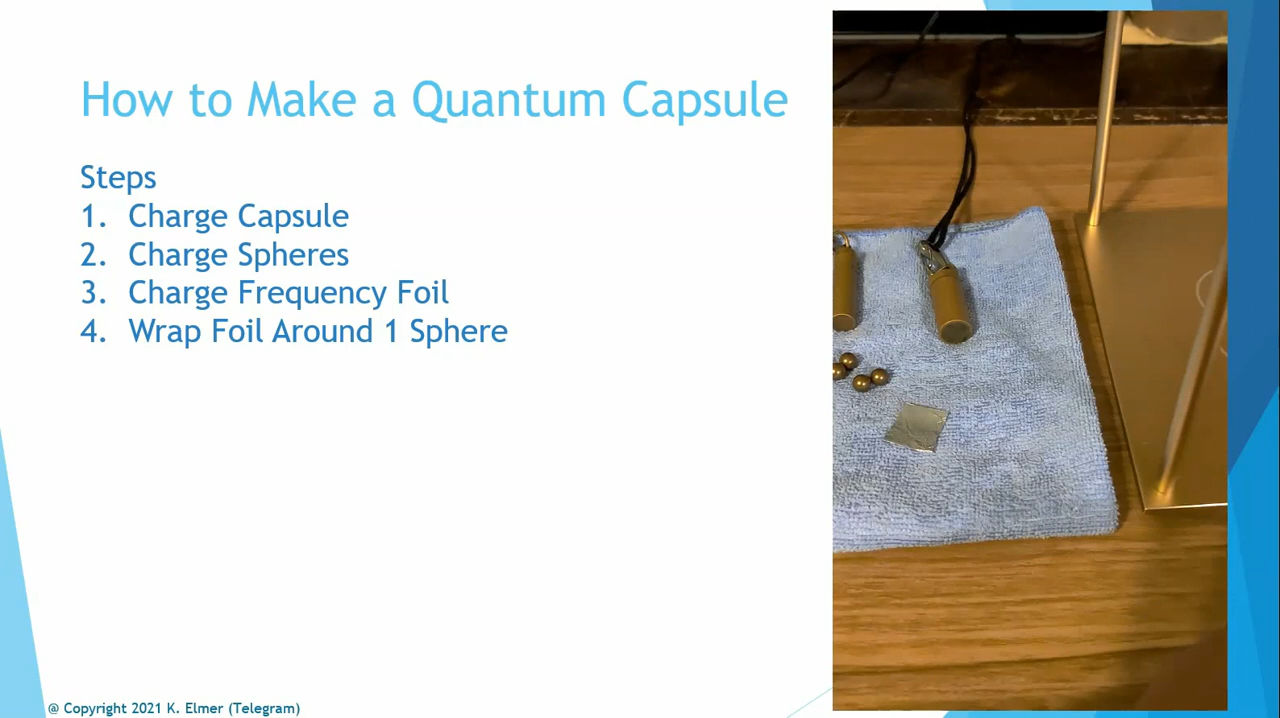 How to Make a Quantum Capsule
Steps
1. Charge Capsule
2. Charge Spheres
3. Charge Frequency Foil
4. Wrap Foil Around 1 Sphere
@ Copyright 2021 K. Elmer (Telegram)